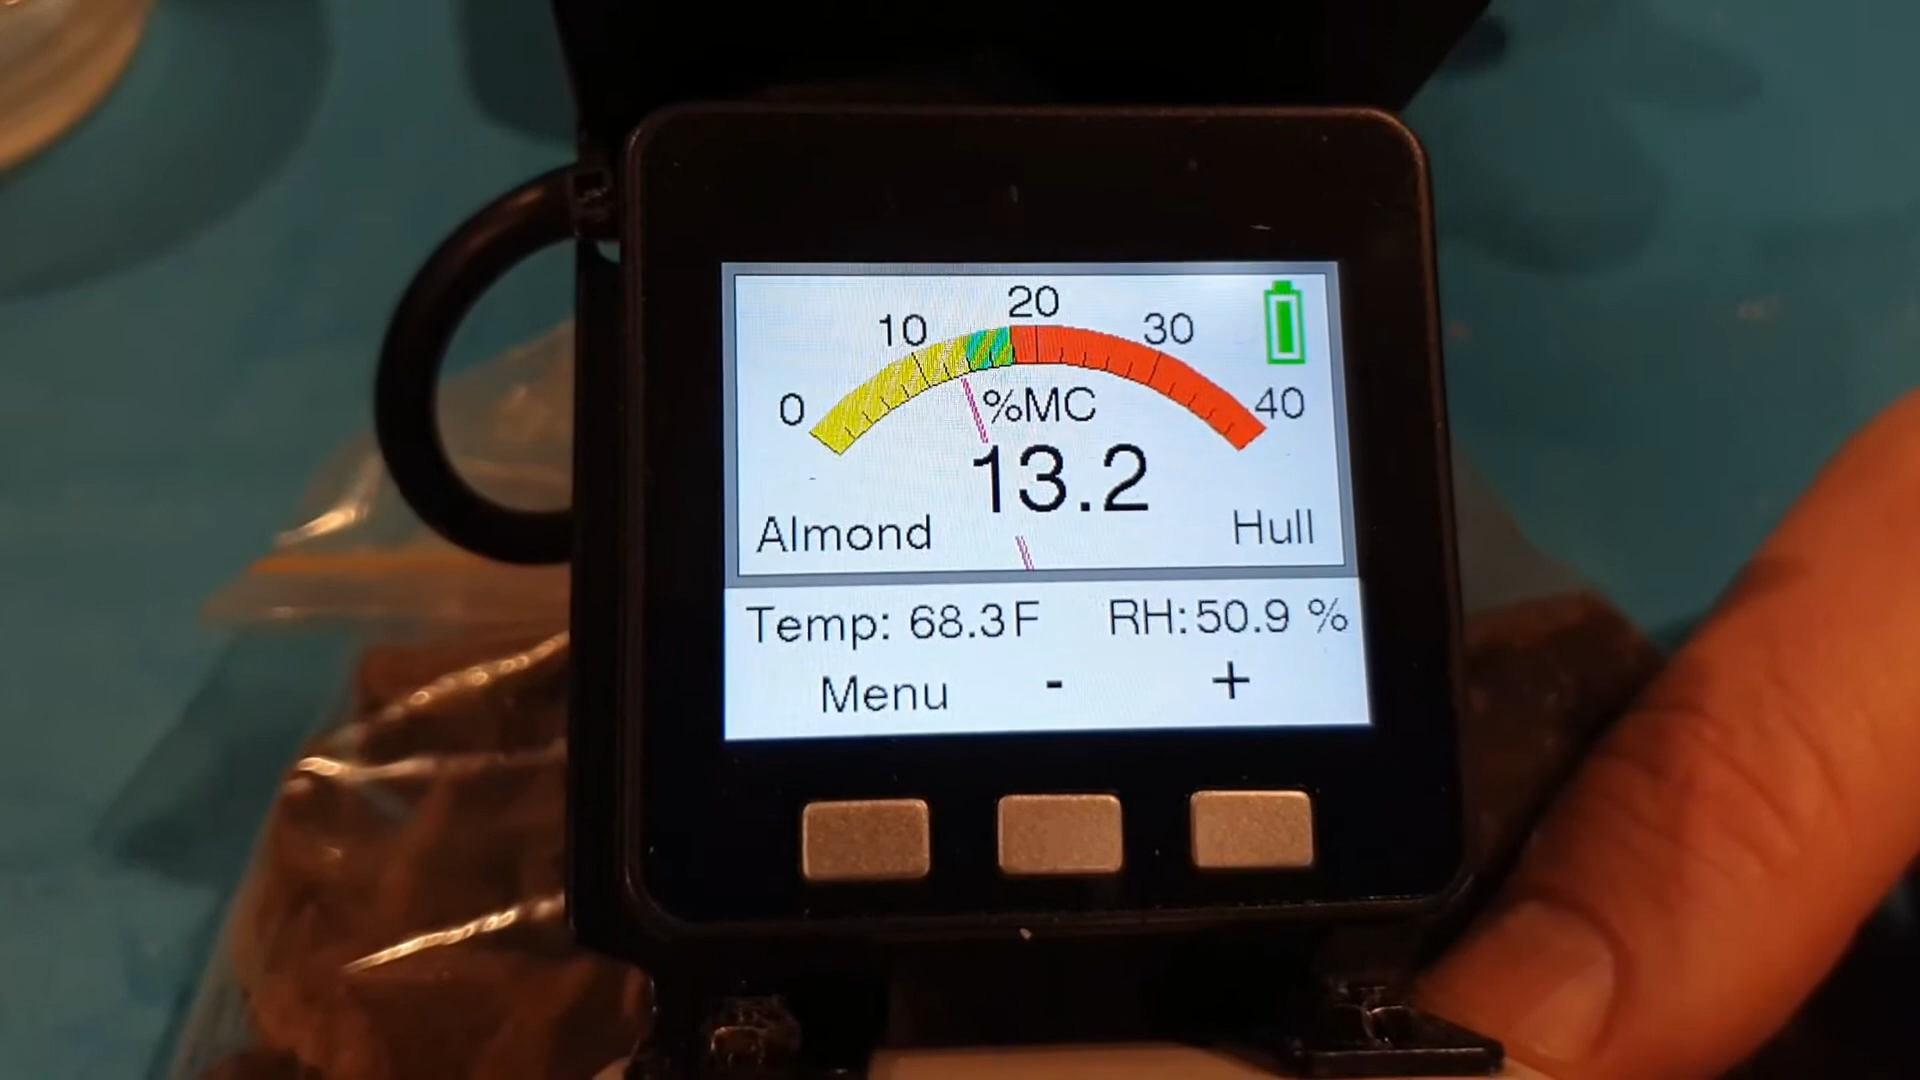 0 10 20 30 40
%MC
13.2
Almond Hull
Temp: 68.3F RH:50.9 %
Menu - +